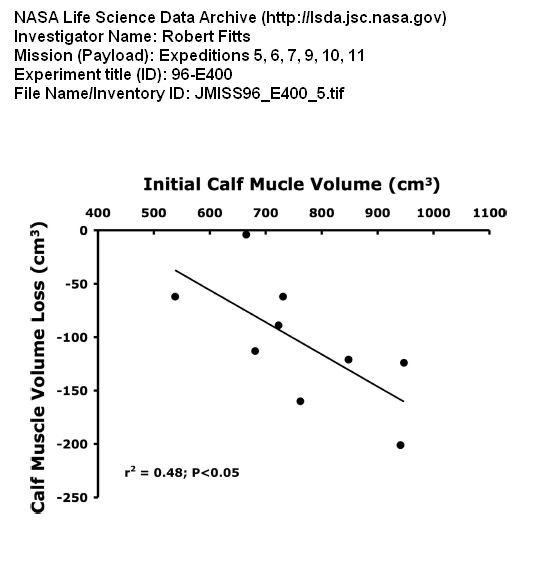 NASA Life Science Data Archive (http://lsda.jsc.nasa.gov)
Investigator Name: Robert Fitts
Mission (Payload): Expeditions 5, 6, 7, 9, 10, 11
Experiment title (ID): 96-E400
File Name/Inventory ID: JMISS96_E400_5.tif
Initial Calf Mucle Volume (cm³)
400 500 600 700 800 900 1000 1100
Calf Muscle Volume Loss (cm³)
0
-50
-100
-150
-200
-250
r² = 0.48; P<0.05